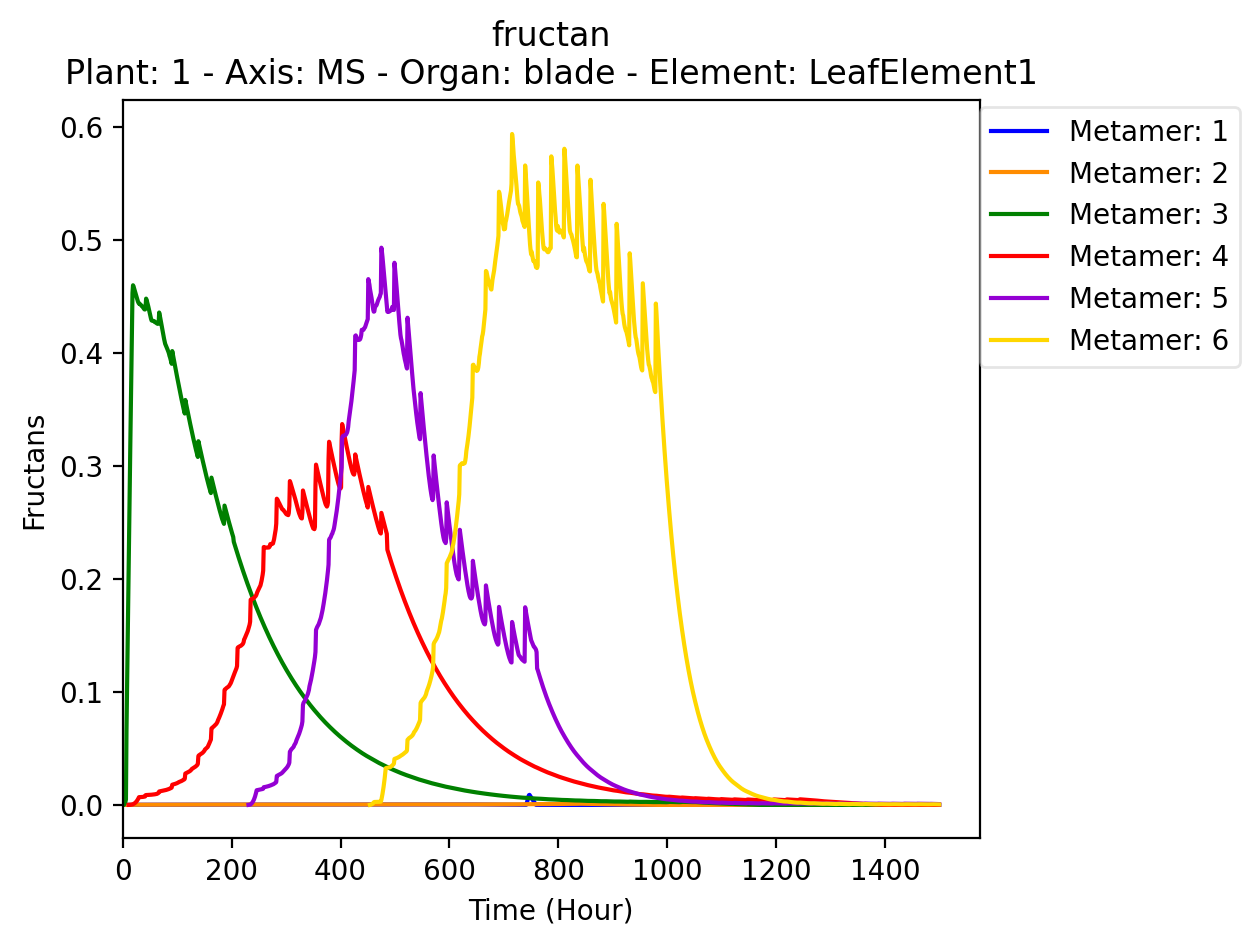 fructan
Plant: 1 - Axis: MS - Organ: blade - Element: LeafElement1
Metamer: 1
Metamer: 2
Metamer: 3
Metamer: 4
Metamer: 5
Metamer: 6
Fructans
0.6
0.5
0.4
0.3
0.2
0.1
0.0
0 200 400 600 800 1000 1200 1400
Time (Hour)